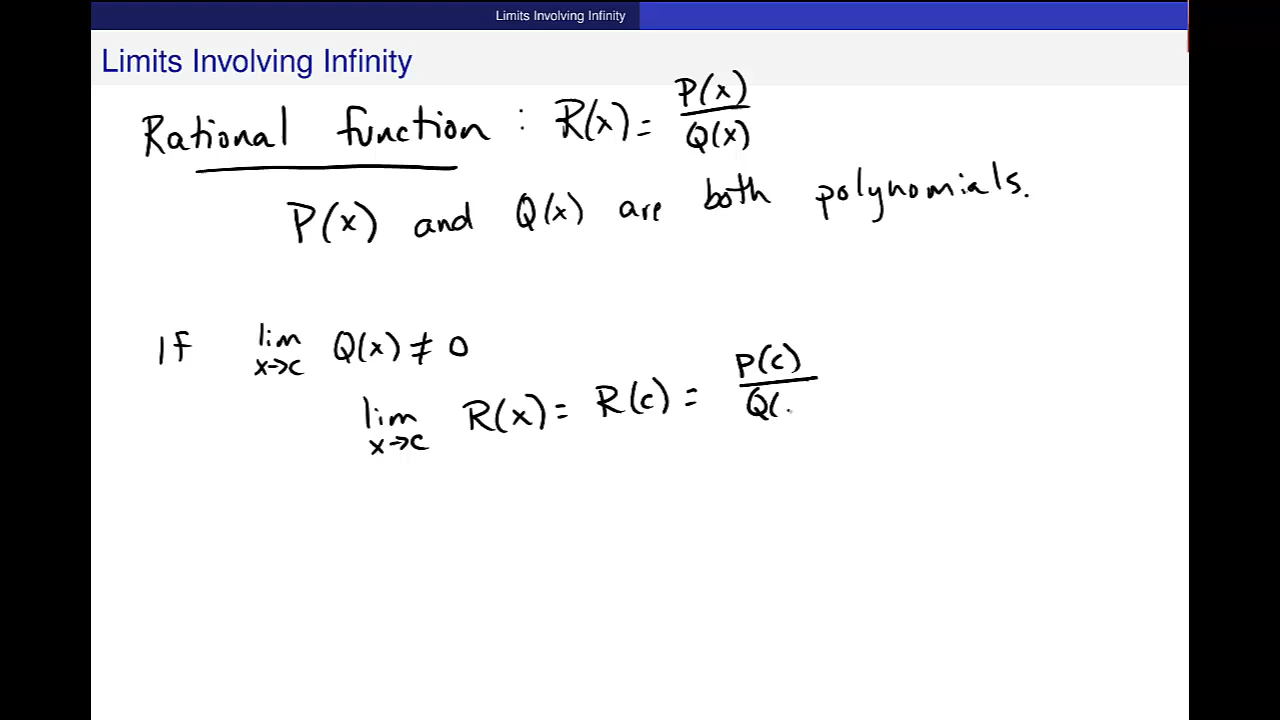 Limits Involving Infinity
Limits Involving Infinity
Rational function : R(x) = P(x)/Q(x)
P(x) and Q(x) are both polynomials.
If lim x→c Q(x) ≠ 0
lim x→c R(x) = R(c) = P(c)/Q(